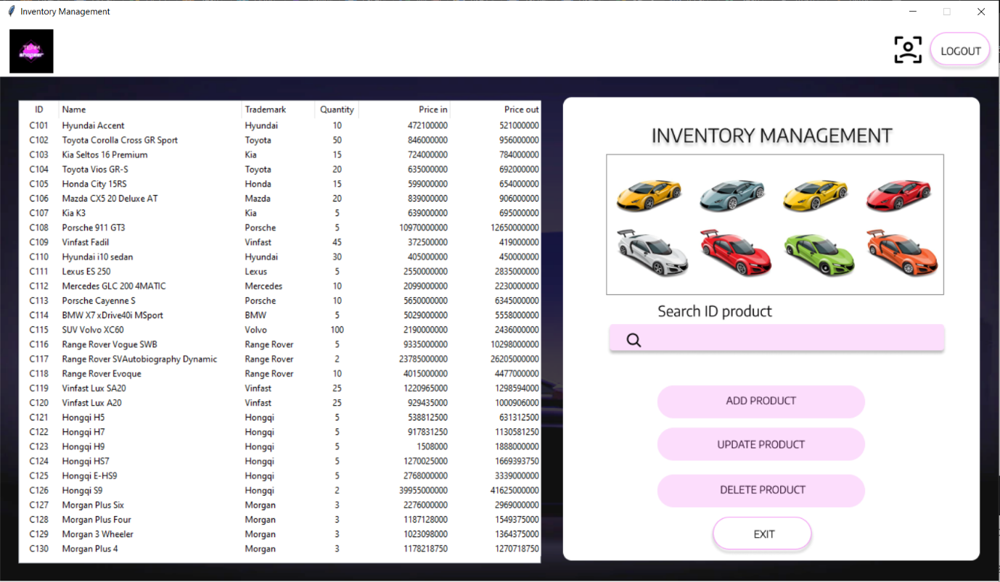 Inventory Management
TEAM
shopeer
LOGOUT
ID Name Trademark Quantity Price in Price out
C101 Hyundai Accent Hyundai 10 472100000 521000000
C102 Toyota Corolla Cross GR Sport Toyota 50 846000000 956000000
C103 Kia Seltos 16 Premium Kia 15 724000000 784000000
C104 Toyota Vios GR-S Toyota 20 635000000 692000000
C105 Honda City 15RS Honda 15 599000000 654000000
C106 Mazda CX5 20 Deluxe AT Mazda 20 839000000 906000000
C107 Kia K3 Kia 5 639000000 695000000
C108 Porsche 911 GT3 Porsche 5 10970000000 12650000000
C109 Vinfast Fadil Vinfast 45 372500000 419000000
C110 Hyundai i10 sedan Hyundai 30 405000000 450000000
C111 Lexus ES 250 Lexus 5 2550000000 2835000000
C112 Mercedes GLC 200 4MATIC Mercedes 10 2099000000 2230000000
C113 Porsche Cayenne S Porsche 10 5650000000 6345000000
C114 BMW X7 xDrive40i MSport BMW 5 5029000000 5558000000
C115 SUV Volvo XC60 Volvo 100 2190000000 2436000000
C116 Range Rover Vogue SWB Range Rover 5 9335000000 10298000000
C117 Range Rover SVAutobiography Dynamic Range Rover 2 23785000000 26205000000
C118 Range Rover Evoque Range Rover 10 4015000000 4477000000
C119 Vinfast Lux SA20 Vinfast 25 1220965000 1298594000
C120 Vinfast Lux A20 Vinfast 25 929435000 1000906000
C121 Hongqi H5 Hongqi 5 538812500 631312500
C122 Hongqi H7 Hongqi 5 917831250 1130581250
C123 Hongqi H9 Hongqi 5 1508000 1888000000
C124 Hongqi HS7 Hongqi 5 1270025000 1669393750
C125 Hongqi E-HS9 Hongqi 5 2768000000 3339000000
C126 Hongqi S9 Hongqi 2 39955000000 41625000000
C127 Morgan Plus Six Morgan 3 2276000000 2969000000
C128 Morgan Plus Four Morgan 3 1187128000 1549375000
C129 Morgan 3 Wheeler Morgan 3 1023098000 1364375000
C130 Morgan Plus 4 Morgan 3 1178218750 1270718750
INVENTORY MANAGEMENT
Search ID product
ADD PRODUCT
UPDATE PRODUCT
DELETE PRODUCT
EXIT